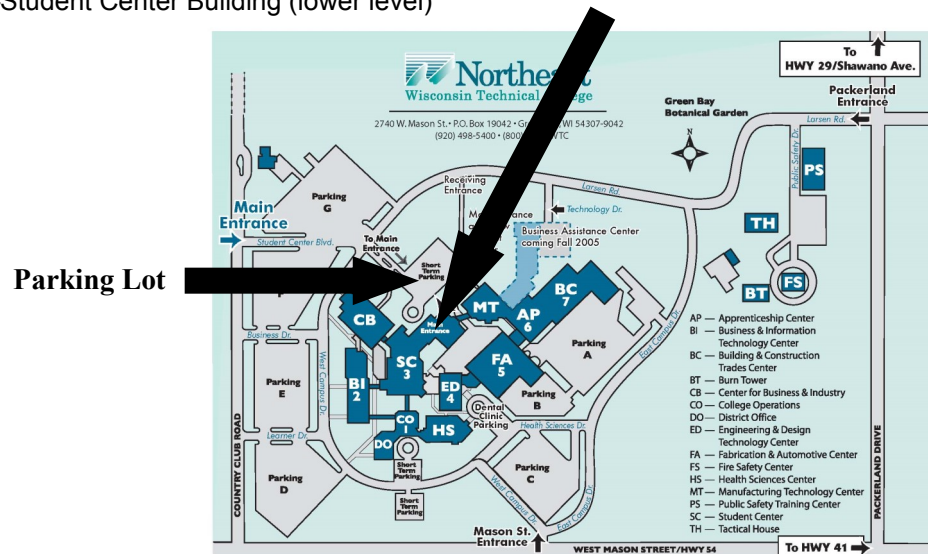 Student Center Building (lower level)
To
HWY 29/Shawano Ave.
Packerland
Entrance
Larsen Rd.
Wisconsin Technical
2740 W. Mason St. • P.O. Box 19042 •
WI 54307-9042
(920) 498-5400 • (800)
Green Bay
Botanical Garden
N
Public Safety Dr.
PS
Receiving
Entrance
Larsen Rd.
Technology Dr.
Parking
G
Main
Entrance
Student Center Blvd.
To Main
Entrance
Business Assistance Center
coming Fall 2005
TH
Parking Lot
Short
Term
Parking
BC
7
MT
AP
6
BT
FS
CB
Main
Entrance
Business Dr.
West Campus Dr.
SC
3
FA
5
Parking
A
East Campus Dr.
BI
2
ED
4
Parking
E
Parking
B
Dental
Clinic
Parking
Health Sciences Dr.
CO
1
HS
DO
Learner Dr.
Short
Term
Parking
Short
Term
Parking
Parking
D
Parking
C
West Campus Dr.
East Campus Dr.
COUNTRY CLUB ROAD
PACKERLAND DRIVE
AP — Apprenticeship Center
BI — Business & Information
Technology Center
BC — Building & Construction
Trades Center
BT — Burn Tower
CB — Center for Business & Industry
CO — College Operations
DO — District Office
ED — Engineering & Design
Technology Center
FA — Fabrication & Automotive Center
FS — Fire Safety Center
HS — Health Sciences Center
MT — Manufacturing Technology Center
PS — Public Safety Training Center
SC — Student Center
TH — Tactical House
Mason St.
Entrance
WEST MASON STREET/HWY 54
To HWY 41